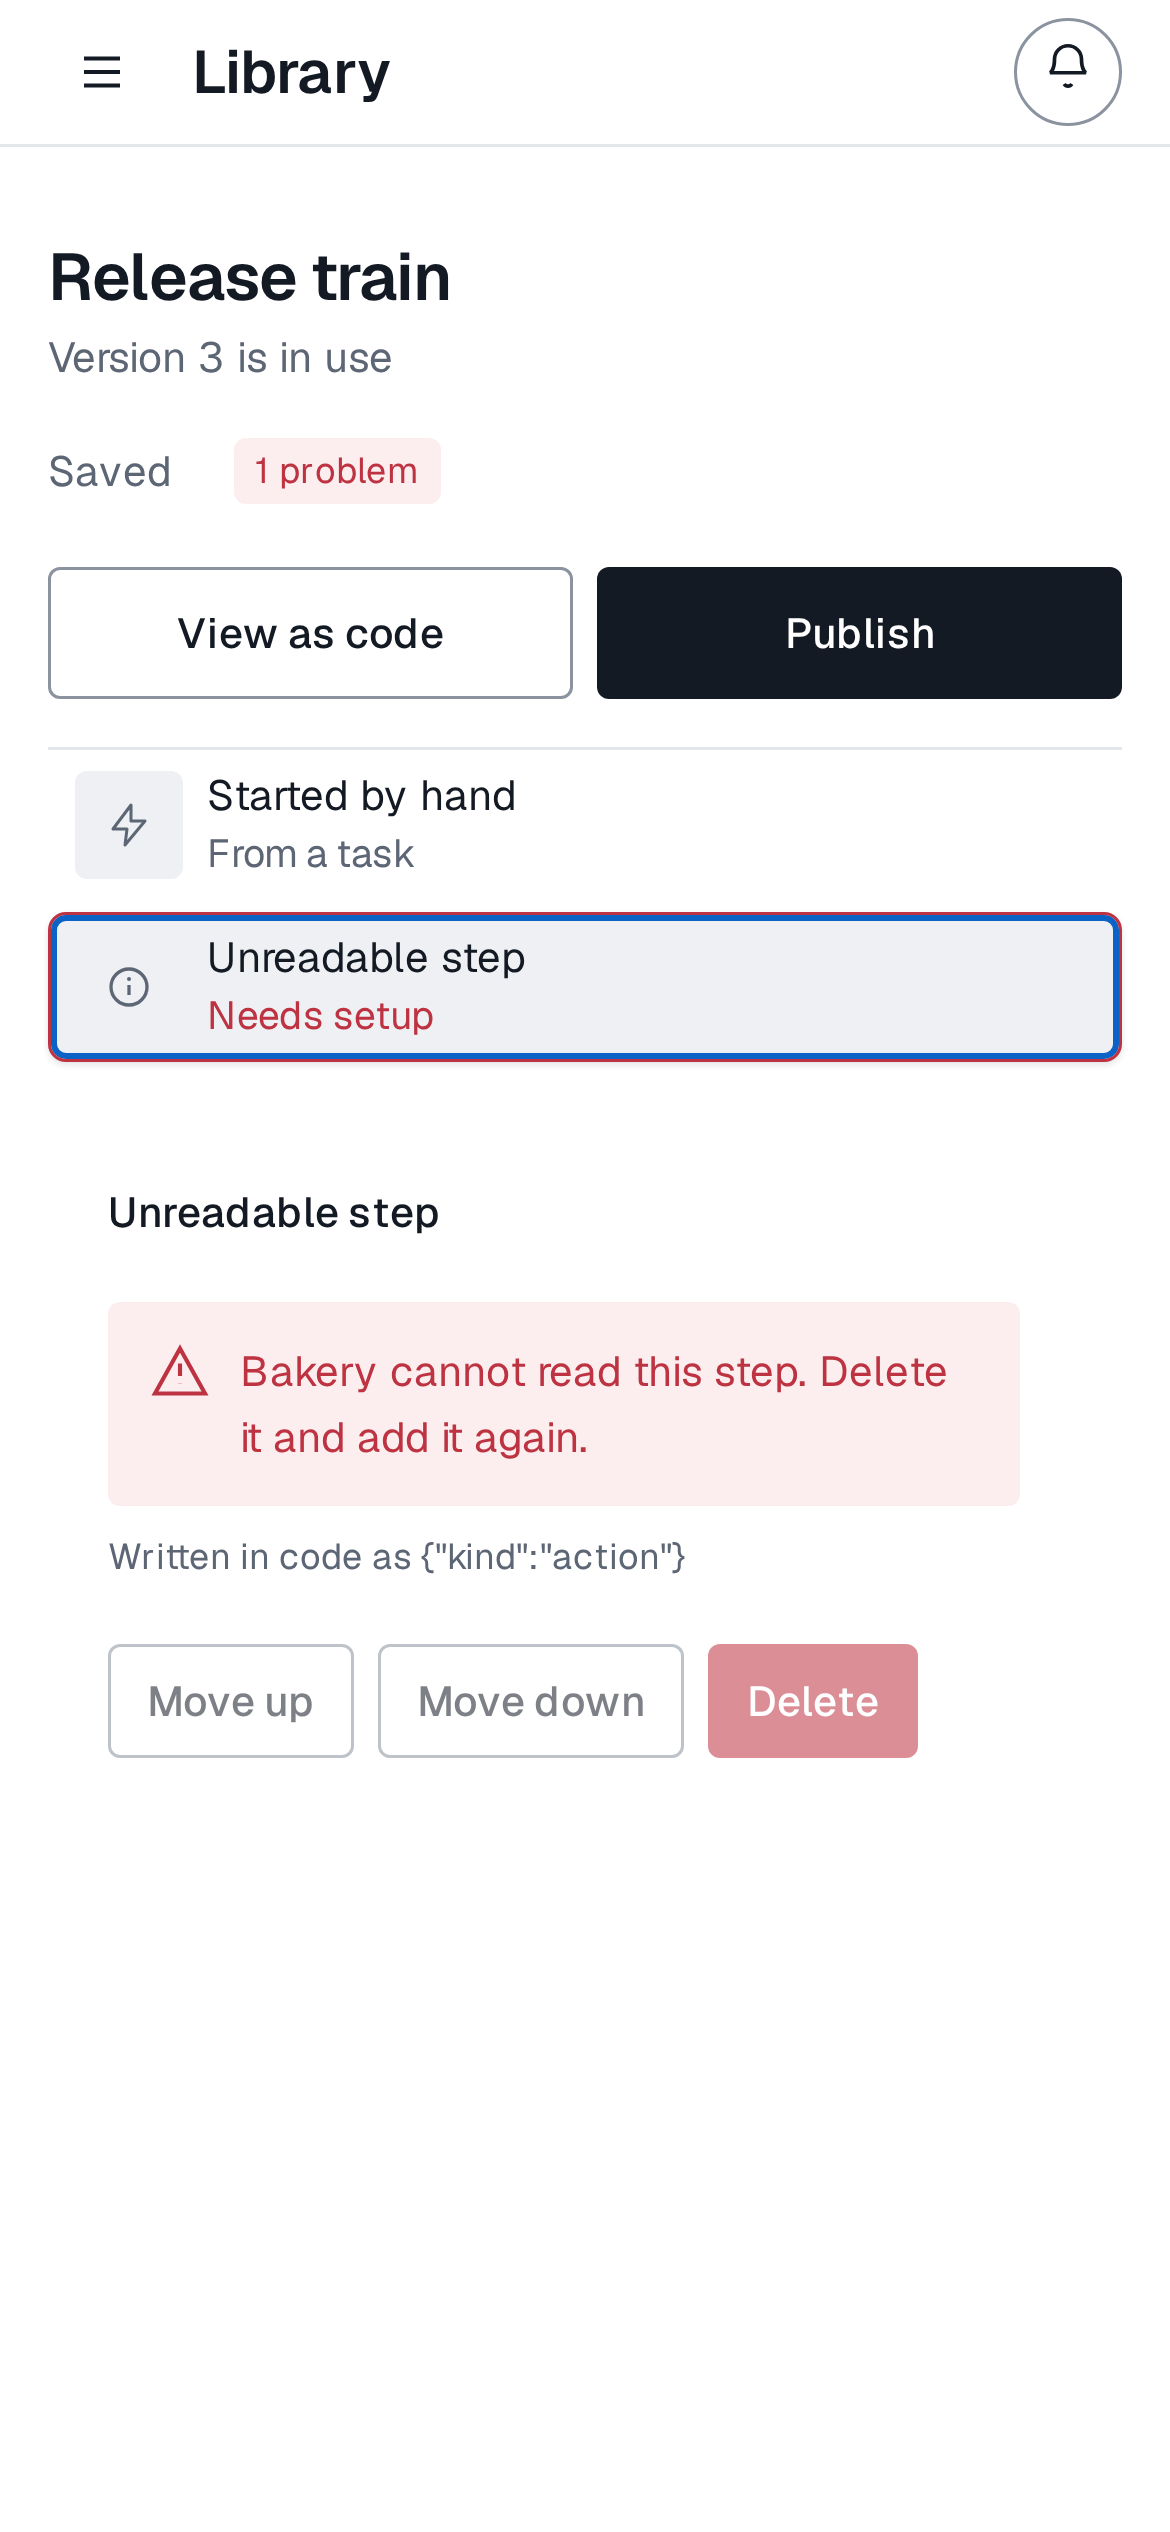 Library
Release train
Version 3 is in use
Saved
1 problem
View as code
Publish
Started by hand
From a task
Unreadable step
Needs setup
Unreadable step
Bakery cannot read this step. Delete
it and add it again.
Written in code as {"kind":"action"}
Move up
Move down
Delete